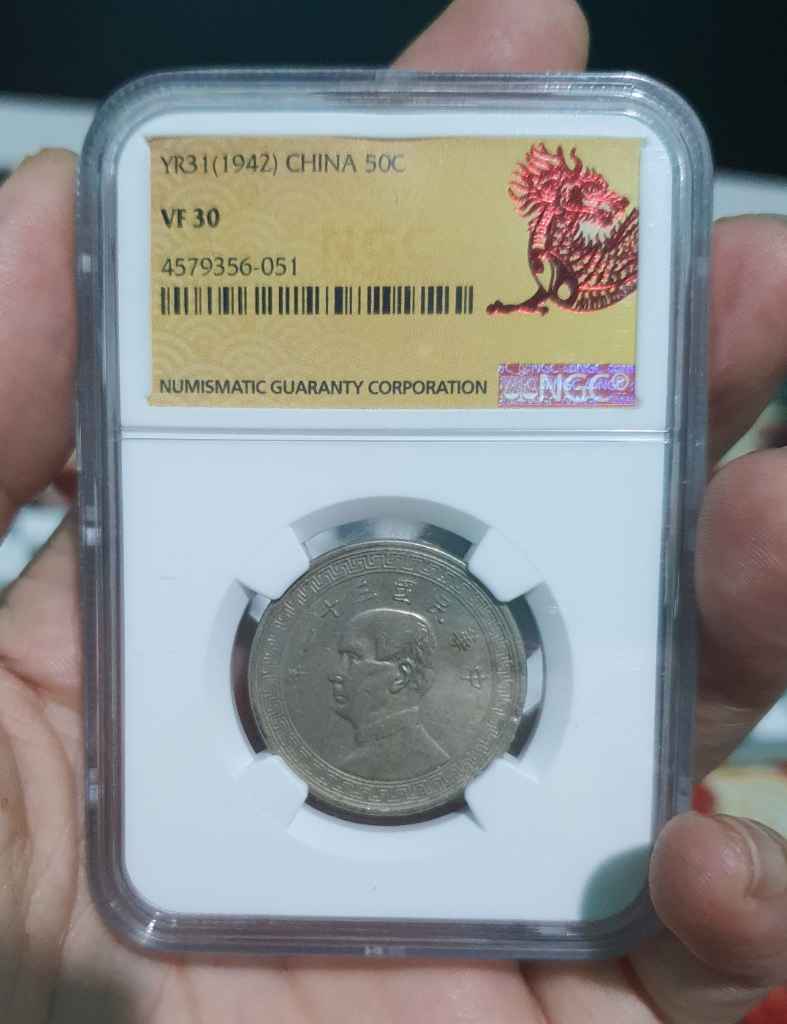 YR31(1942) CHINA 50C
VF 30
4579356-051
NUMISMATIC GUARANTY CORPORATION
NGC®
中華民國三十一年